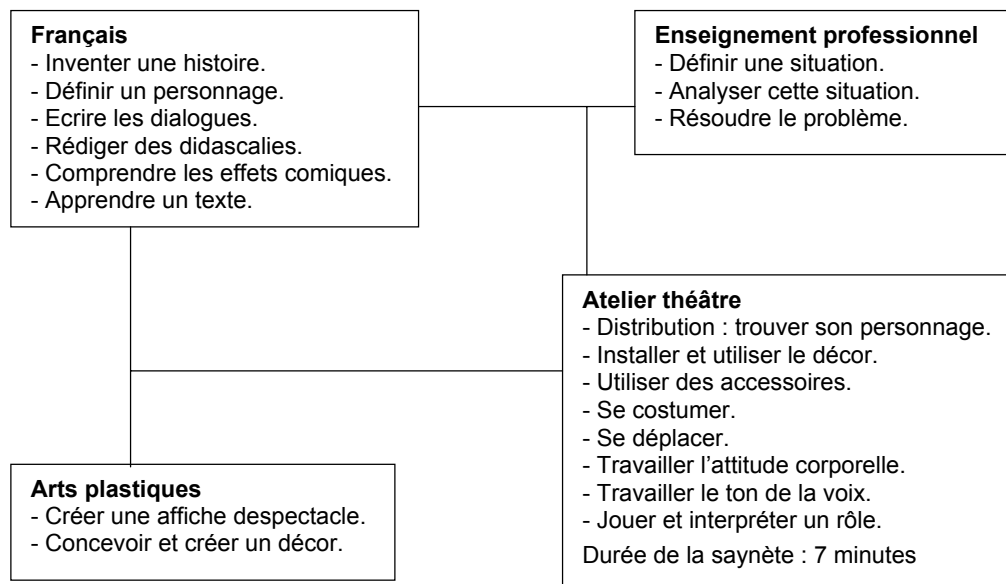 Français
- Inventer une histoire.
- Définir un personnage.
- Ecrire les dialogues.
- Rédiger des didascalies.
- Comprendre les effets comiques.
- Apprendre un texte.
Enseignement professionnel
- Définir une situation.
- Analyser cette situation.
- Résoudre le problème.
Atelier théâtre
- Distribution : trouver son personnage.
- Installer et utiliser le décor.
- Utiliser des accessoires.
- Se costumer.
- Se déplacer.
- Travailler l’attitude corporelle.
- Travailler le ton de la voix.
- Jouer et interpréter un rôle.
Durée de la saynète : 7 minutes
Arts plastiques
- Créer une affiche despectacle.
- Concevoir et créer un décor.